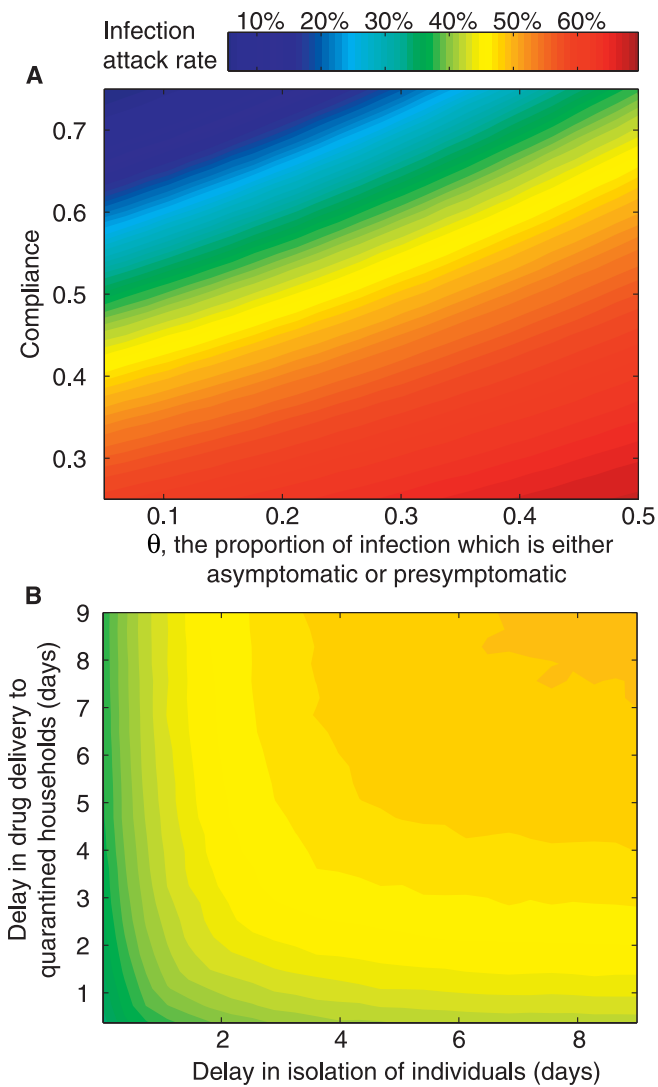 Infection attack rate
10% 20% 30% 40% 50% 60%
A
0.7
0.6
0.5
0.4
0.3
Compliance
0.1 0.2 0.3 0.4 0.5
θ, the proportion of infection which is either
asymptomatic or presymptomatic
B
9
8
7
6
5
4
3
2
1
Delay in drug delivery to
quarantined households (days)
2 4 6 8
Delay in isolation of individuals (days)